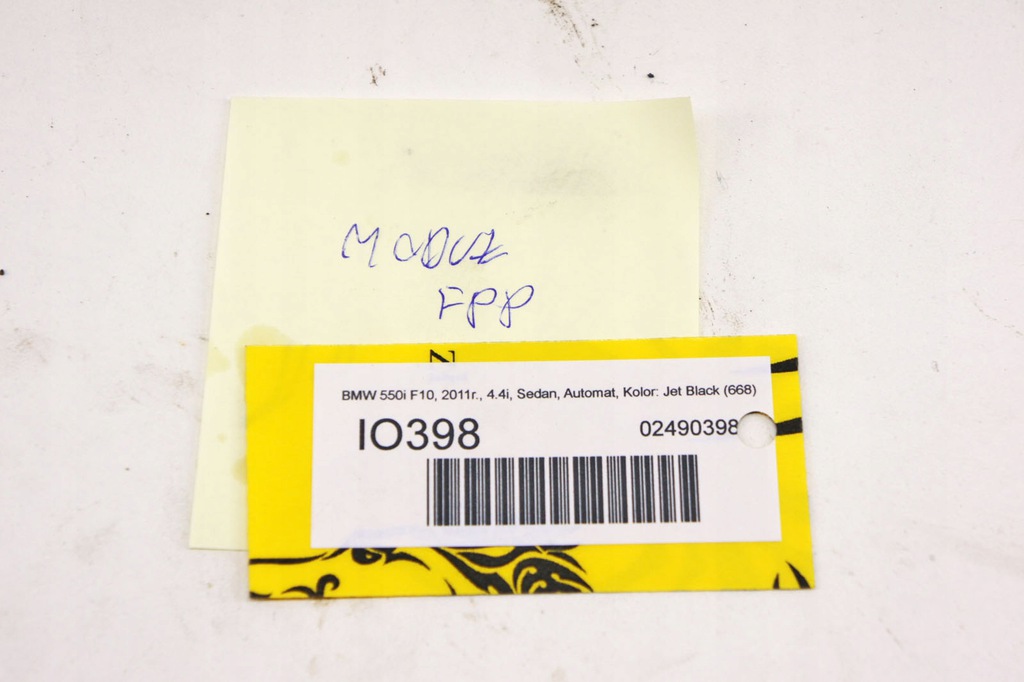 MODUŁ
FPP
Z
BMW 550i F10, 2011r., 4.4i, Sedan, Automat, Kolor: Jet Black (668)
IO398
02490398